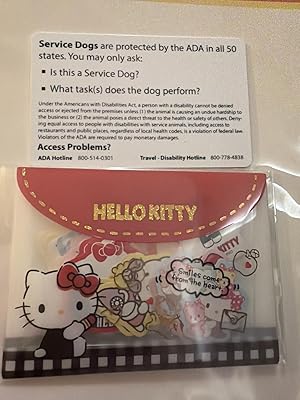 Service Dogs are protected by the ADA in all 50
states. You may only ask:
▪ Is this a Service Dog?
▪ What task(s) does the dog perform?
Under the Americans with Disabilities Act, a person with a disability cannot be denied
access or ejected from the premises unless (1) the animal is causing an undue hardship to
the business or (2) the animal poses a direct threat to the health or safety of others. Deny-
ing equal access to people with disabilities with service animals, including access to
restaurants and public places, regardless of local health codes, is a violation of federal law.
Violators of the ADA are required to pay monetary damages.
Access Problems?
ADA Hotline 800-514-0301 Travel - Disability Hotline 800-778-4838
HELLO KITTY
KITTY
Smiles come
from the heart.